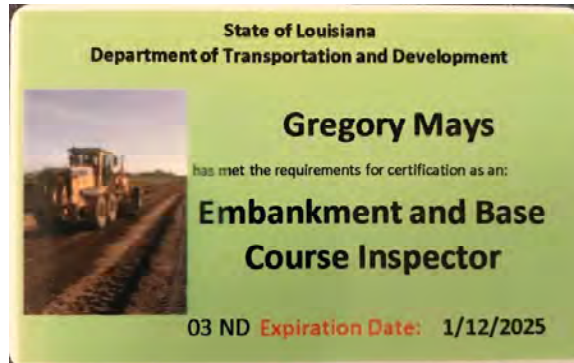 State of Louisiana
Department of Transportation and Development
Gregory Mays
has met the requirements for certification as an:
Embankment and Base
Course Inspector
03 ND Expiration Date: 1/12/2025